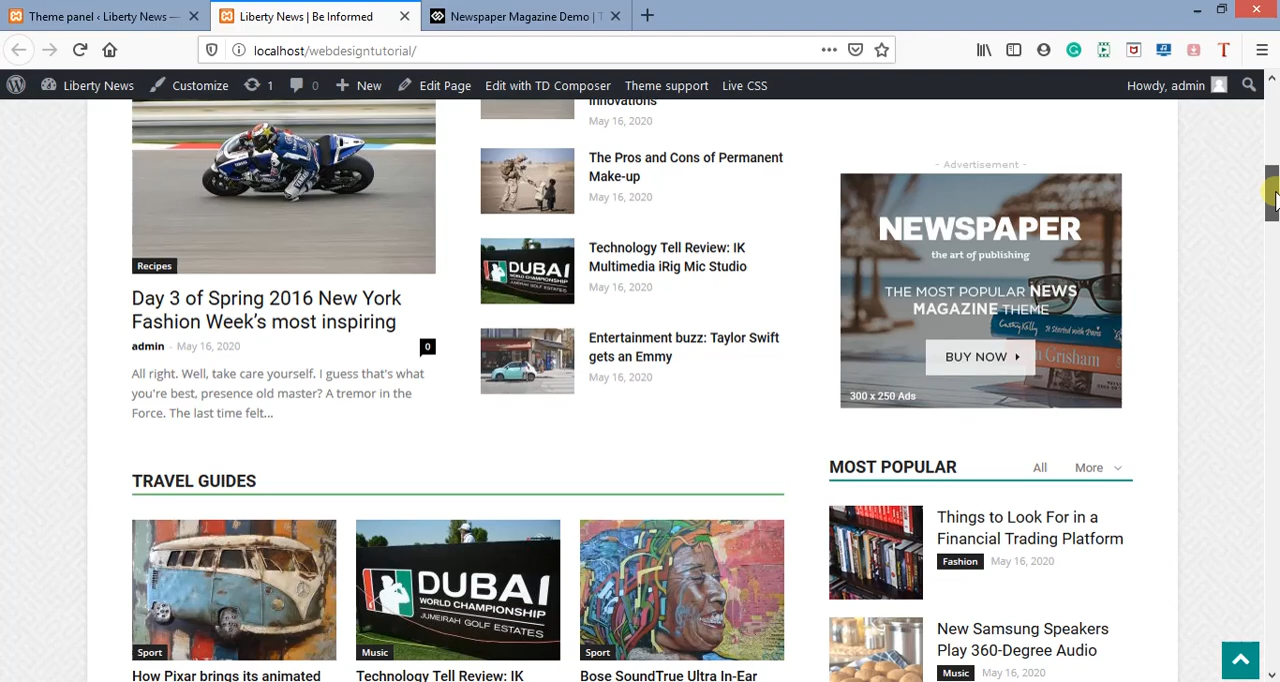 Theme panel ‹ Liberty News —
Liberty News | Be Informed
Newspaper Magazine Demo | T
localhost/webdesigntutorial/
Liberty News
Customize
1
0
New
Edit Page
Edit with TD Composer
Theme support
Live CSS
Howdy, admin
Recipes
Day 3 of Spring 2016 New York
Fashion Week's most inspiring
admin - May 16, 2020
0
All right. Well, take care yourself. I guess that's what
you're best, presence old master? A tremor in the
Force. The last time felt...
Innovations
May 16, 2020
The Pros and Cons of Permanent
Make-up
May 16, 2020
DUBAI
WORLD CHAMPIONSHIP
JUMEIRAH GOLF ESTATES
Technology Tell Review: IK
Multimedia iRig Mic Studio
May 16, 2020
Entertainment buzz: Taylor Swift
gets an Emmy
May 16, 2020
- Advertisement -
NEWSPAPER
the art of publishing
THE MOST POPULAR NEWS
MAGAZINE THEME
BUY NOW
300 x 250 Ads
TRAVEL GUIDES
Sport
How Pixar brings its animated
DUBAI
WORLD CHAMPIONSHIP
JUMEIRAH GOLF ESTATES
Music
Technology Tell Review: IK
Sport
Bose SoundTrue Ultra In-Ear
MOST POPULAR
All
More
Things to Look For in a
Financial Trading Platform
Fashion
May 16, 2020
New Samsung Speakers
Play 360-Degree Audio
Music
May 16, 2020